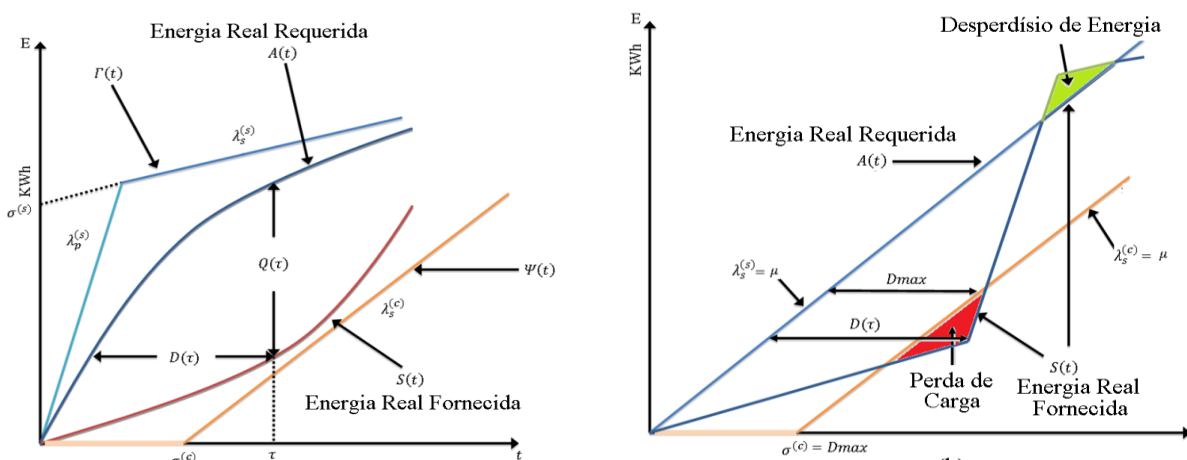 E
KWh
Energia Real Requerida
A(t)
Γ(t)
λ_s^(s)
σ^(s)
λ_p^(s)
Q(τ)
Ψ(t)
λ_s^(c)
D(τ)
S(t)
Energia Real Fornecida
σ^(c)
τ
t
E
KWh
Desperdísio de Energia
Energia Real Requerida
A(t)
λ_s^(s) = μ
Dmax
λ_s^(c) = μ
D(τ)
S(t)
Perda de
Carga
Energia Real
Fornecida
σ^(c) = Dmax